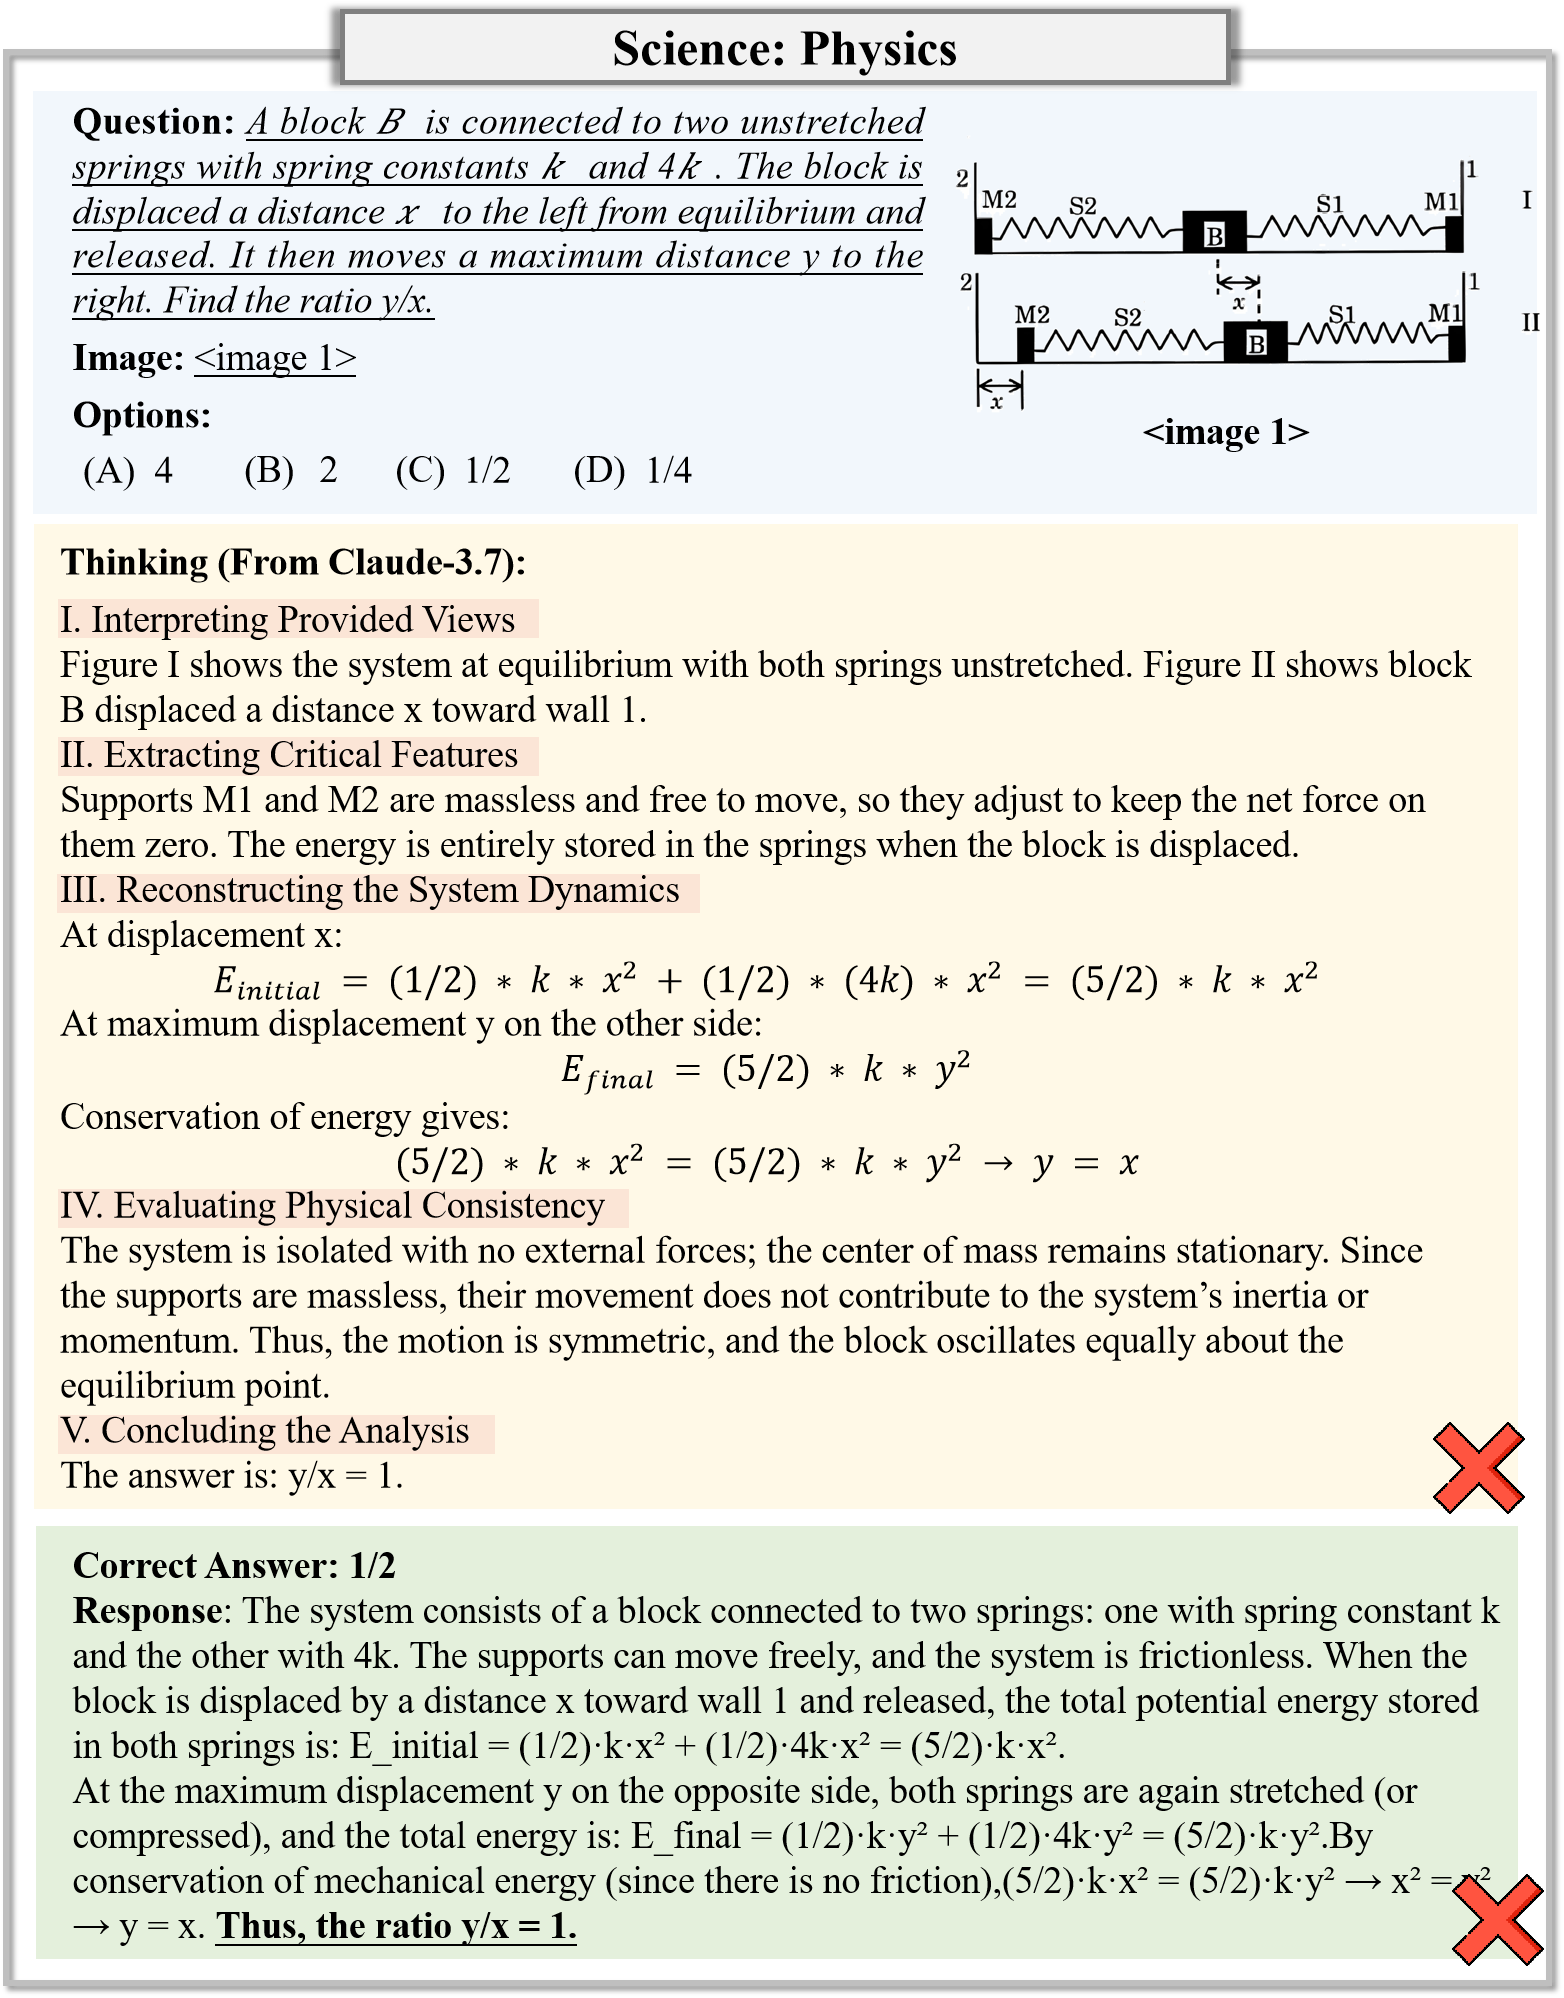 Science: Physics
Question: A block B is connected to two unstretched
springs with spring constants k and 4k . The block is
displaced a distance x to the left from equilibrium and
released. It then moves a maximum distance y to the
right. Find the ratio y/x.
Image: <image 1>
Options:
(A) 4 (B) 2 (C) 1/2 (D) 1/4
2 M2 S2 B S1 M1 1 I
x
2 M2 S2 B S1 M1 1 II
x
<image 1>
Thinking (From Claude-3.7):
I. Interpreting Provided Views
Figure I shows the system at equilibrium with both springs unstretched. Figure II shows block
B displaced a distance x toward wall 1.
II. Extracting Critical Features
Supports M1 and M2 are massless and free to move, so they adjust to keep the net force on
them zero. The energy is entirely stored in the springs when the block is displaced.
III. Reconstructing the System Dynamics
At displacement x:
E_initial = (1/2) * k * x² + (1/2) * (4k) * x² = (5/2) * k * x²
At maximum displacement y on the other side:
E_final = (5/2) * k * y²
Conservation of energy gives:
(5/2) * k * x² = (5/2) * k * y² → y = x
IV. Evaluating Physical Consistency
The system is isolated with no external forces; the center of mass remains stationary. Since
the supports are massless, their movement does not contribute to the system's inertia or
momentum. Thus, the motion is symmetric, and the block oscillates equally about the
equilibrium point.
V. Concluding the Analysis
The answer is: y/x = 1.
Correct Answer: 1/2
Response: The system consists of a block connected to two springs: one with spring constant k
and the other with 4k. The supports can move freely, and the system is frictionless. When the
block is displaced by a distance x toward wall 1 and released, the total potential energy stored
in both springs is: E_initial = (1/2)·k·x² + (1/2)·4k·x² = (5/2)·k·x².
At the maximum displacement y on the opposite side, both springs are again stretched (or
compressed), and the total energy is: E_final = (1/2)·k·y² + (1/2)·4k·y² = (5/2)·k·y².By
conservation of mechanical energy (since there is no friction),(5/2)·k·x² = (5/2)·k·y² → x² = y²
→ y = x. Thus, the ratio y/x = 1.